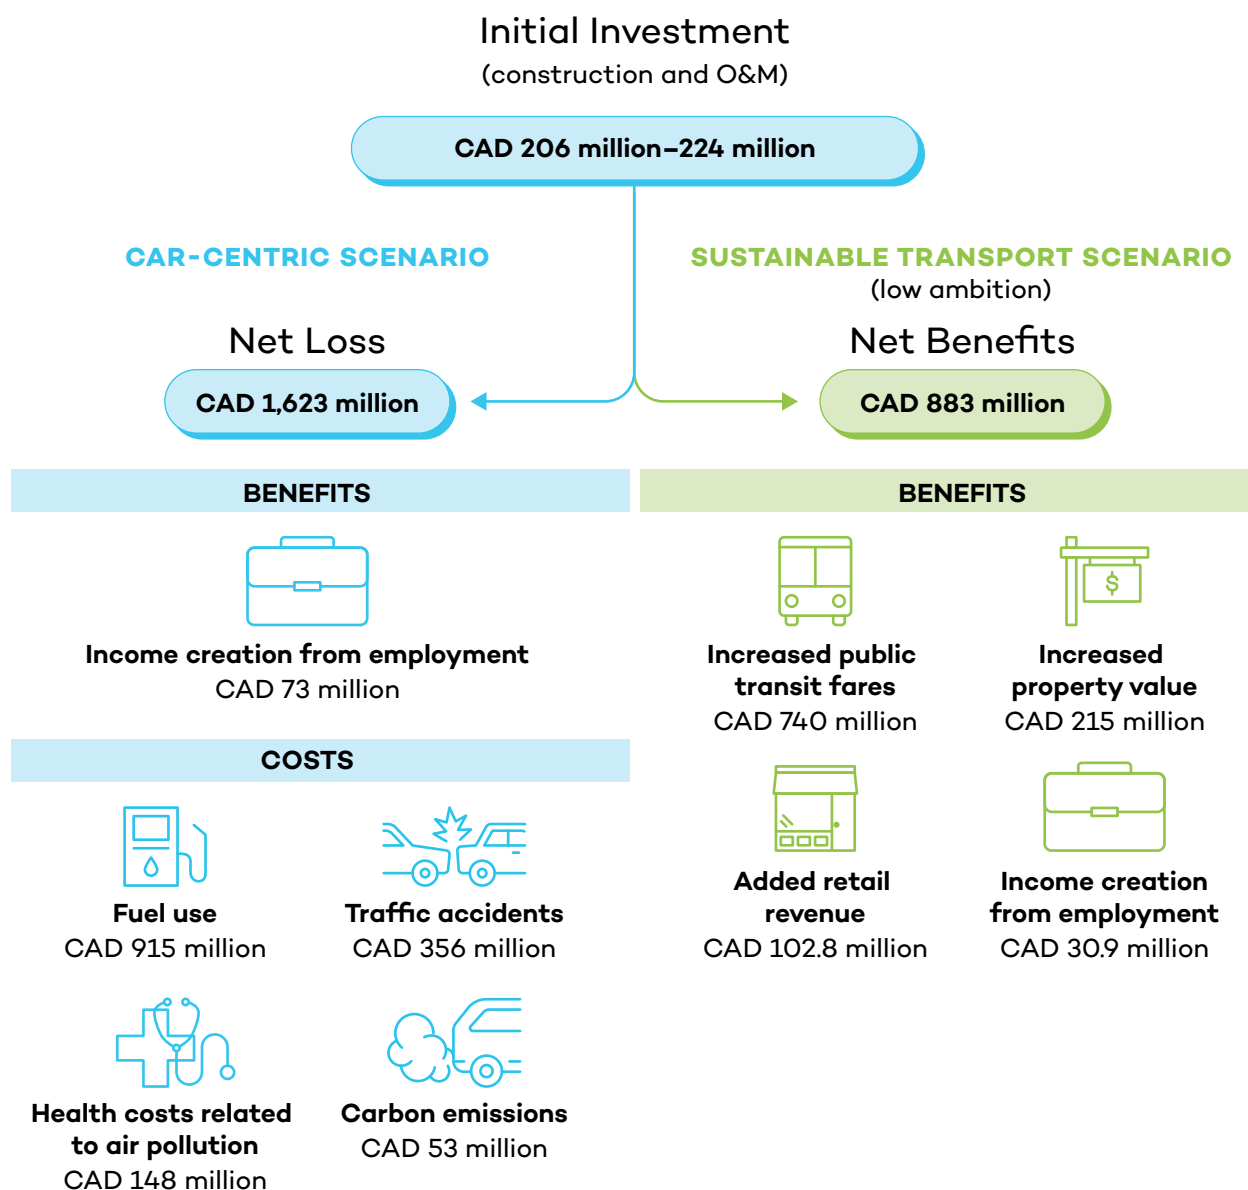 Initial Investment
(construction and O&M)
CAD 206 million–224 million
CAR-CENTRIC SCENARIO
Net Loss
CAD 1,623 million
BENEFITS
Income creation from employment
CAD 73 million
COSTS
Fuel use
CAD 915 million
Traffic accidents
CAD 356 million
Health costs related
to air pollution
CAD 148 million
Carbon emissions
CAD 53 million
SUSTAINABLE TRANSPORT SCENARIO
(low ambition)
Net Benefits
CAD 883 million
BENEFITS
Increased public
transit fares
CAD 740 million
$
Increased
property value
CAD 215 million
Added retail
revenue
CAD 102.8 million
Income creation
from employment
CAD 30.9 million